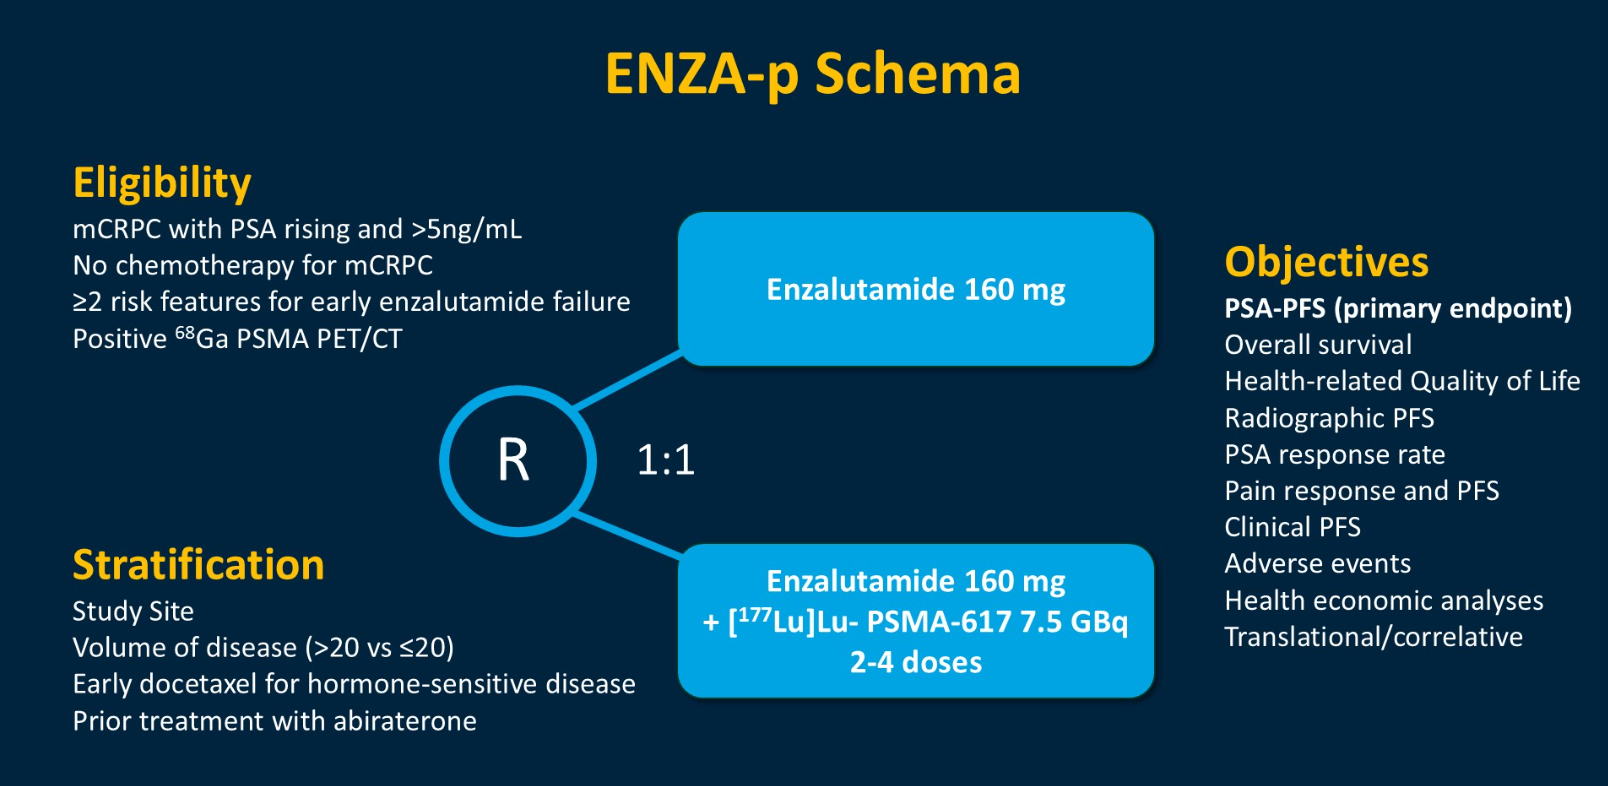 ENZA-p Schema
Eligibility
mCRPC with PSA rising and >5ng/mL
No chemotherapy for mCRPC
≥2 risk features for early enzalutamide failure
Positive ⁶⁸Ga PSMA PET/CT
Stratification
Study Site
Volume of disease (>20 vs ≤20)
Early docetaxel for hormone-sensitive disease
Prior treatment with abiraterone
R
1:1
Enzalutamide 160 mg
Enzalutamide 160 mg
+ [¹⁷⁷Lu]Lu- PSMA-617 7.5 GBq
2-4 doses
Objectives
PSA-PFS (primary endpoint)
Overall survival
Health-related Quality of Life
Radiographic PFS
PSA response rate
Pain response and PFS
Clinical PFS
Adverse events
Health economic analyses
Translational/correlative